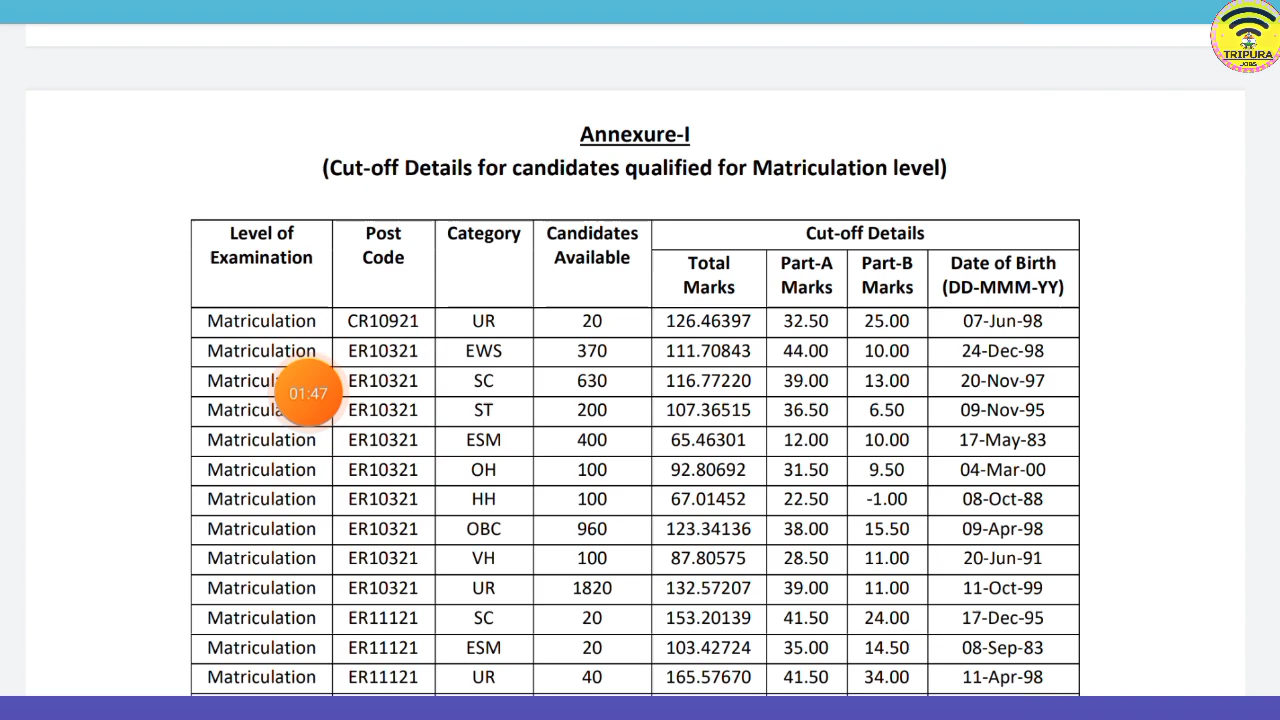 TRIPURA
JOBS
Annexure-I
(Cut-off Details for candidates qualified for Matriculation level)
Level of Examination Post Code Category Candidates Available Cut-off Details
Total Marks Part-A Marks Part-B Marks Date of Birth (DD-MMM-YY)
Matriculation CR10921 UR 20 126.46397 32.50 25.00 07-Jun-98
Matriculation ER10321 EWS 370 111.70843 44.00 10.00 24-Dec-98
Matricul ER10321 SC 630 116.77220 39.00 13.00 20-Nov-97
01:47
Matricula ER10321 ST 200 107.36515 36.50 6.50 09-Nov-95
Matriculation ER10321 ESM 400 65.46301 12.00 10.00 17-May-83
Matriculation ER10321 OH 100 92.80692 31.50 9.50 04-Mar-00
Matriculation ER10321 HH 100 67.01452 22.50 -1.00 08-Oct-88
Matriculation ER10321 OBC 960 123.34136 38.00 15.50 09-Apr-98
Matriculation ER10321 VH 100 87.80575 28.50 11.00 20-Jun-91
Matriculation ER10321 UR 1820 132.57207 39.00 11.00 11-Oct-99
Matriculation ER11121 SC 20 153.20139 41.50 24.00 17-Dec-95
Matriculation ER11121 ESM 20 103.42724 35.00 14.50 08-Sep-83
Matriculation ER11121 UR 40 165.57670 41.50 34.00 11-Apr-98